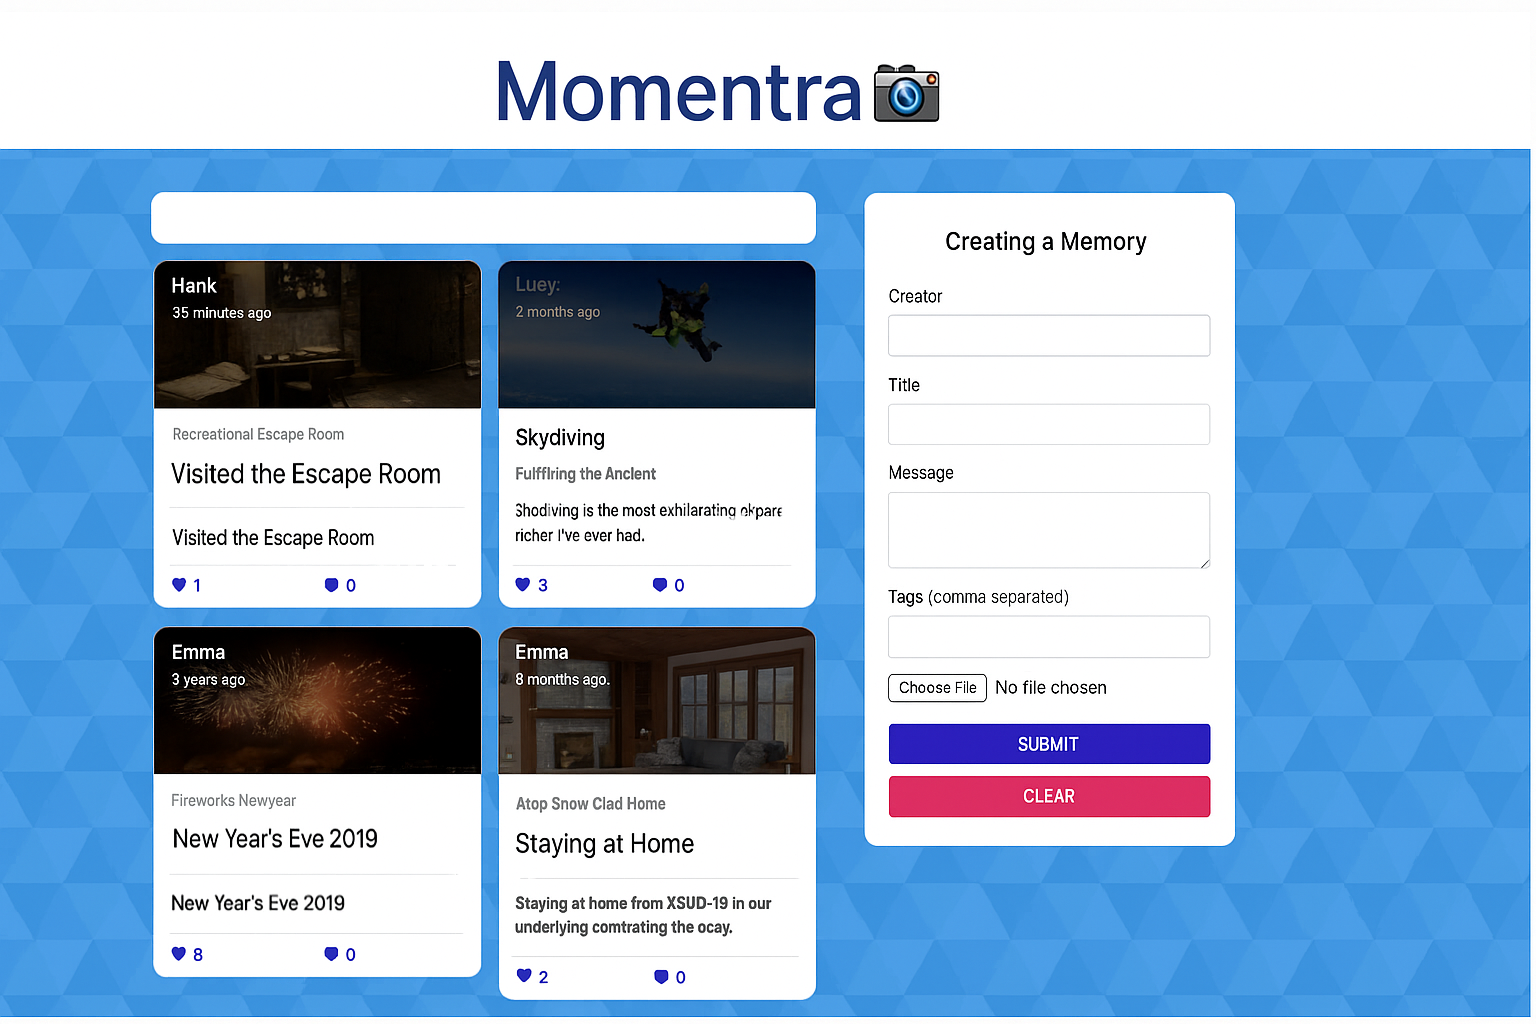 Momentra
Hank
35 minutes ago
Recreational Escape Room
Visited the Escape Room
Visited the Escape Room
1
0
Luey:
2 months ago
Skydiving
Fulfflring the Anclent
Shodiving is the most exhilarating okpare
richer I've ever had.
3
0
Emma
3 years ago
Fireworks Newyear
New Year's Eve 2019
New Year's Eve 2019
8
0
Emma
8 montths ago.
Atop Snow Clad Home
Staying at Home
Staying at home from XSUD-19 in our
underlying comtrating the ocay.
2
0
Creating a Memory
Creator
Title
Message
Tags (comma separated)
Choose File No file chosen
SUBMIT
CLEAR